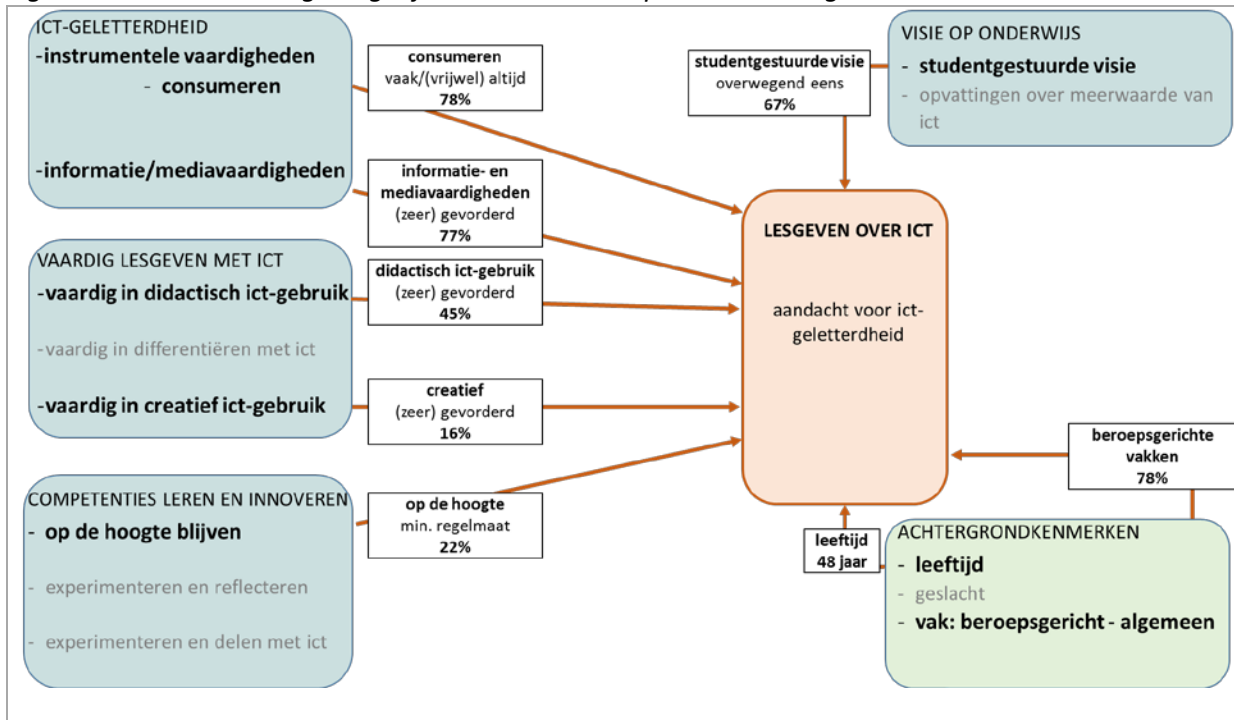 ICT-GELETTERDHEID
-instrumentele vaardigheden
- consumeren
-informatie/mediavaardigheden
consumeren
vaak/(vrijwel) altijd
78%
informatie- en
mediavaardigheden
(zeer) gevorderd
77%
VAARDIG LESGEVEN MET ICT
-vaardig in didactisch ict-gebruik
-vaardig in differentiëren met ict
-vaardig in creatief ict-gebruik
didactisch ict-gebruik
(zeer) gevorderd
45%
creatief
(zeer) gevorderd
16%
COMPETENTIES LEREN EN INNOVEREN
- op de hoogte blijven
- experimenteren en reflecteren
- experimenteren en delen met ict
op de hoogte
min. regelmaat
22%
studentgestuurde visie
overwegend eens
67%
VISIE OP ONDERWIJS
- studentgestuurde visie
- opvattingen over meerwaarde van
ict
LESGEVEN OVER ICT
aandacht voor ict-
geletterdheid
beroepsgerichte
vakken
78%
leeftijd
48 jaar
ACHTERGRONDKENMERKEN
- leeftijd
- geslacht
- vak: beroepsgericht - algemeen